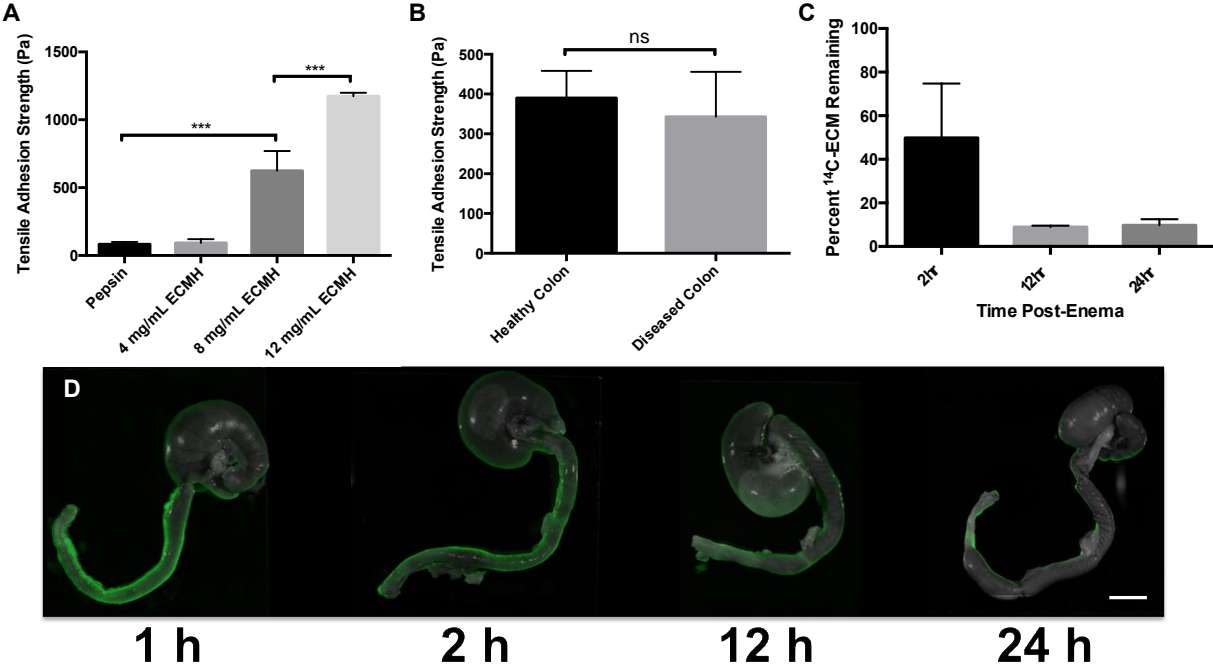 A
Tensile Adhesion Strength (Pa)
1500
1000
500
0
***
***
Pepsin
4 mg/mL ECMH
8 mg/mL ECMH
12 mg/mL ECMH
B
Tensile Adhesion Strength (Pa)
500
400
300
200
100
0
ns
Healthy Colon
Diseased Colon
C
Percent ¹⁴C-ECM Remaining
100
80
60
40
20
0
2hr
12hr
24hr
Time Post-Enema
D
1 h
2 h
12 h
24 h